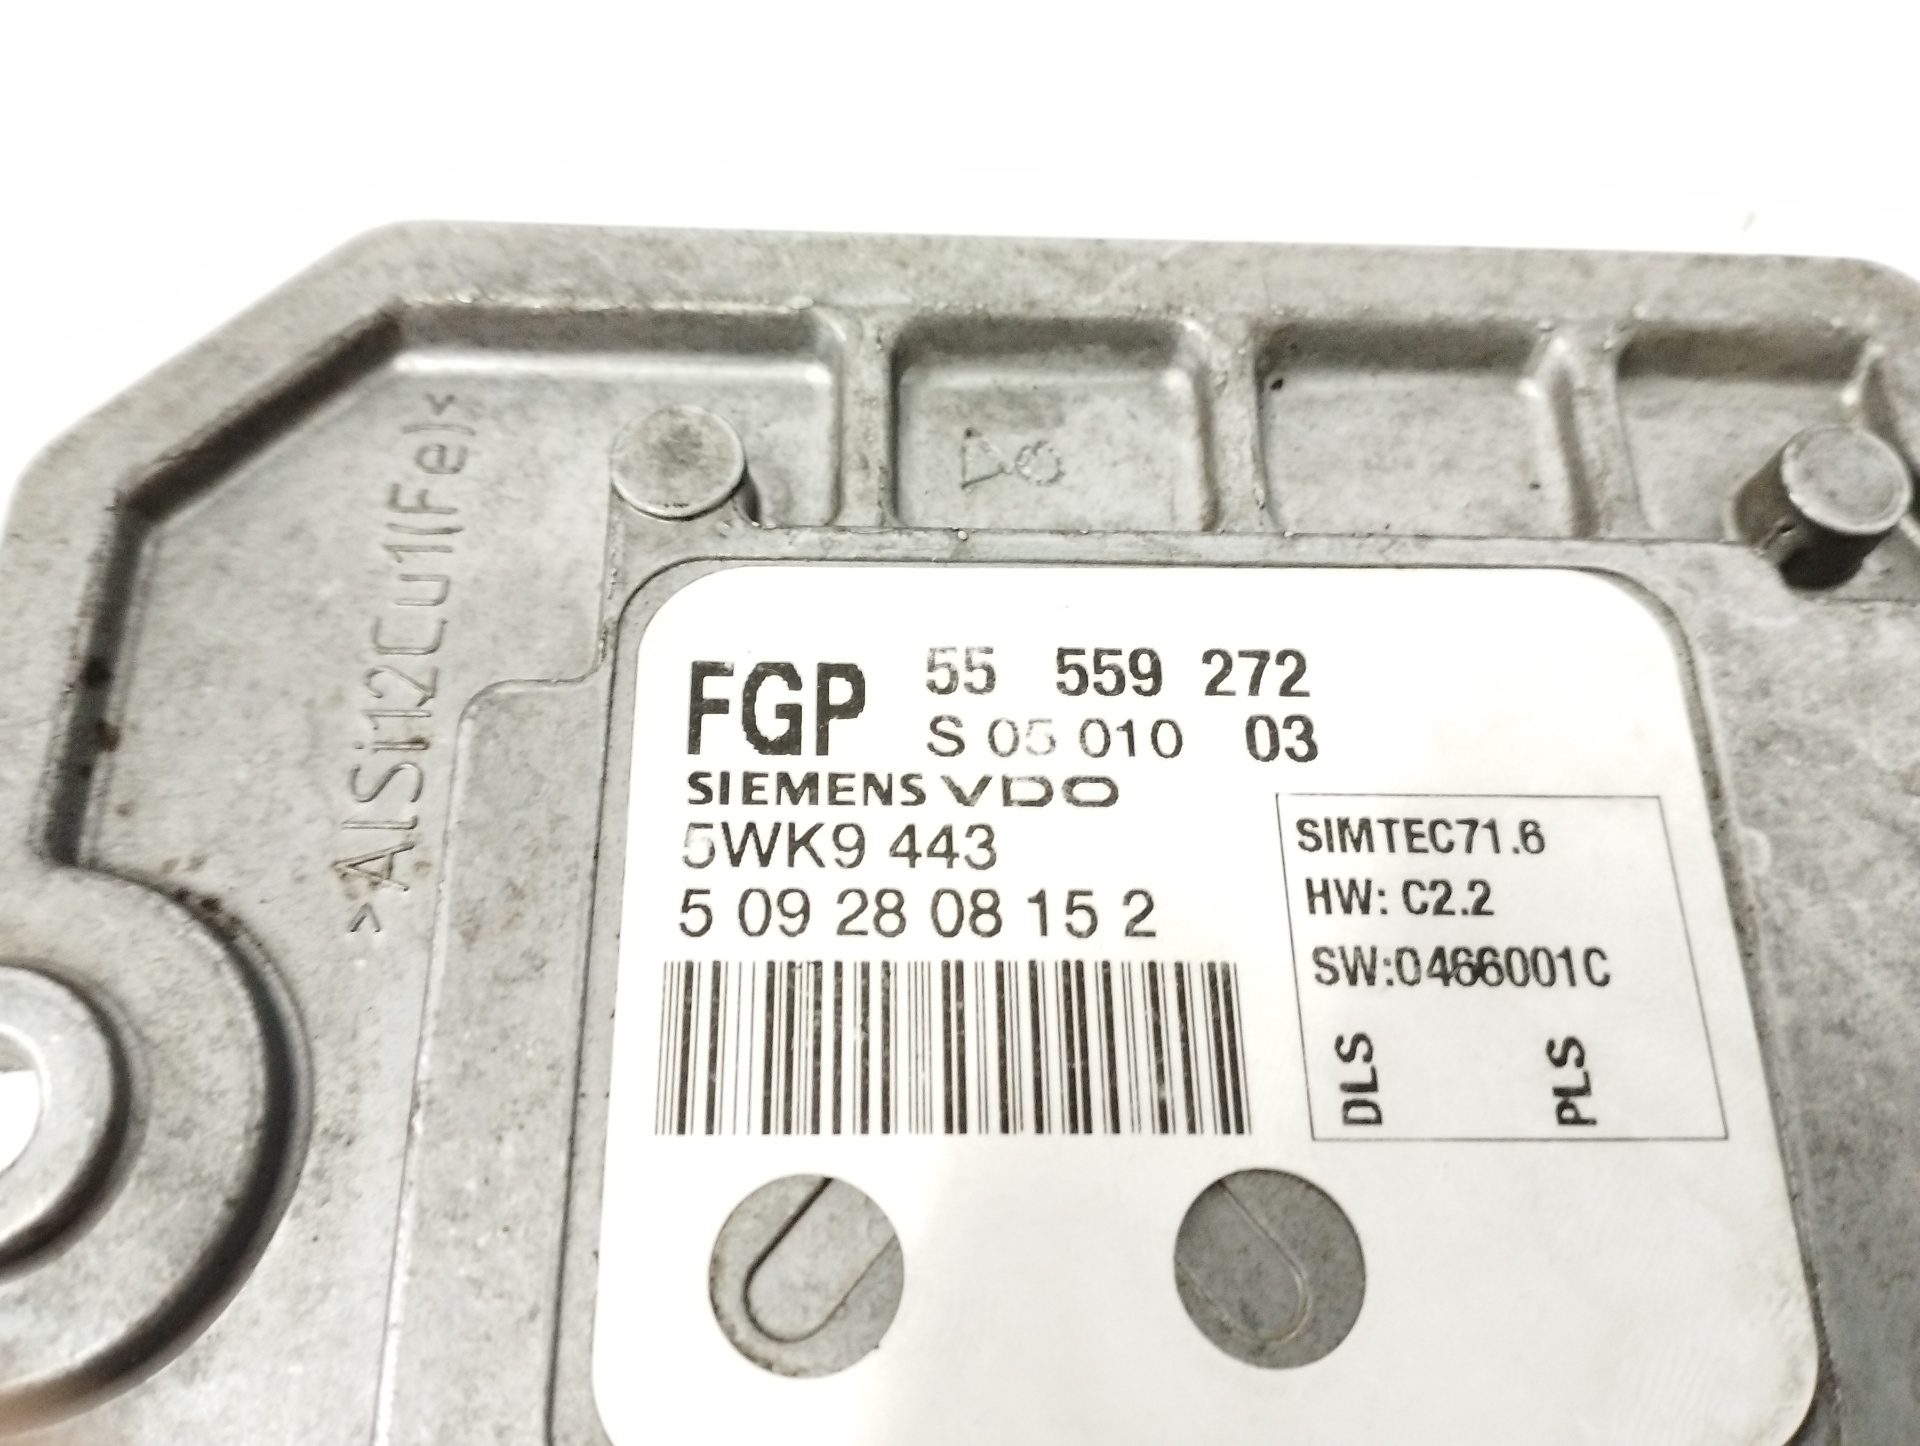 >AlSi12Cu1(Fe)<
FGP 55 559 272
S 05 010 03
SIEMENS VDO
5WK9 443
5 09 28 08 15 2
SIMTEC71.6
HW: C2.2
SW:0466001C
DLS PLS